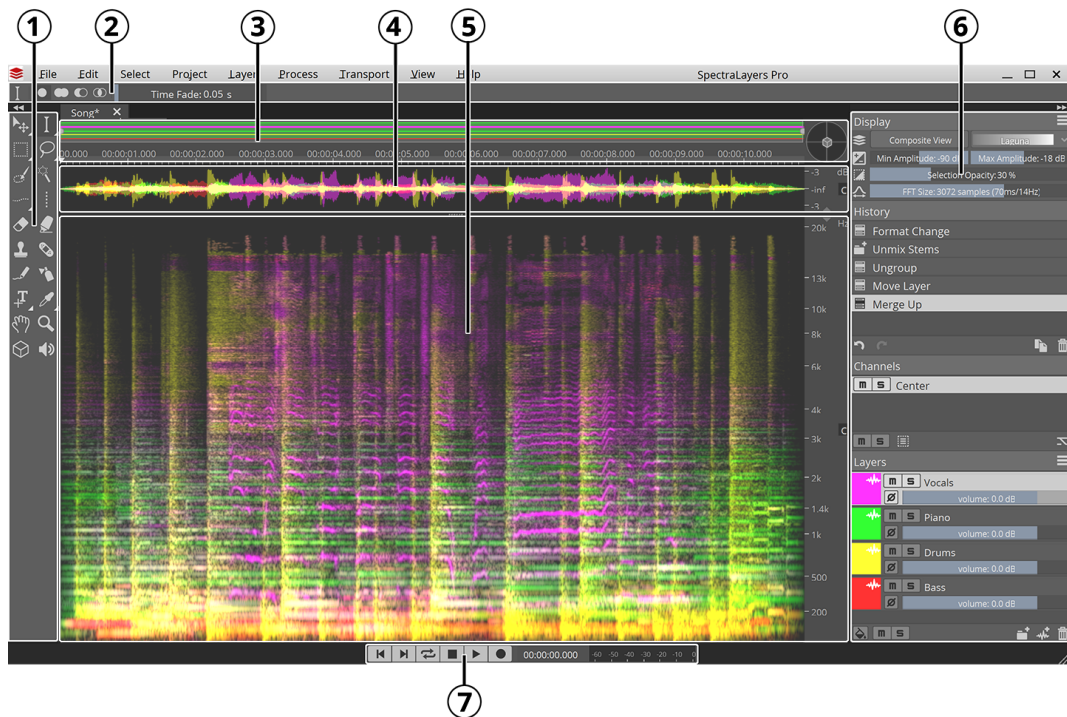 1 2 3 4 5 6
File Edit Select Project Layer Process Transport View Help SpectraLayers Pro
Time Fade: 0.05 s
Song*
Display
Composite View Laguna
Min Amplitude: -90 dB Max Amplitude: -18 dB
Selection Opacity: 30 %
FFT Size: 3072 samples (70ms/14Hz)
00:00:01.000 00:00:02.000 00:00:03.000 00:00:04.000 00:00:05.000 00:00:06.000 00:00:07.000 00:00:08.000 00:00:09.000 00:00:10.000
-3 dB
-inf C
-3
History
Format Change
Unmix Stems
Ungroup
Move Layer
Merge Up
20k Hz
13k
10k
8k
6k
4k
3k
C
2k
1.4k
1k
500
200
Channels
m s Center
m s
Layers
m s Vocals
Ø volume: 0.0 dB
m s Piano
Ø volume: 0.0 dB
m s Drums
Ø volume: 0.0 dB
m s Bass
Ø volume: 0.0 dB
m s
00:00:00.000 -60 -50 -40 -30 -20 -10 0
7